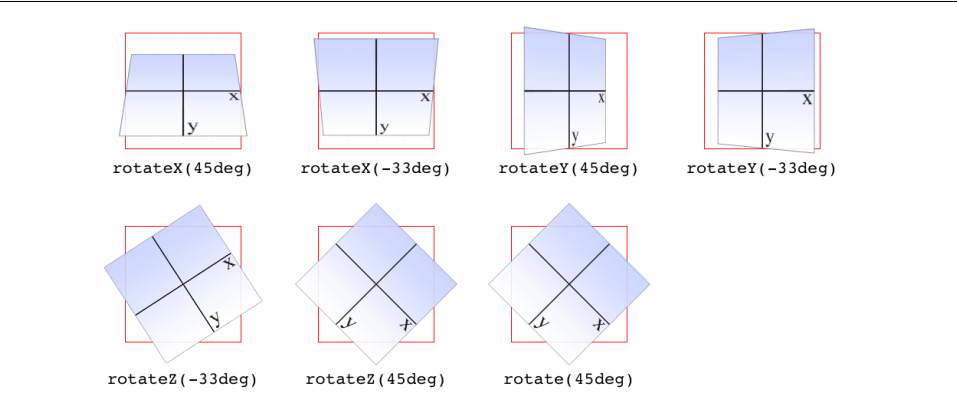 x x x x
y y y y
rotateX(45deg) rotateX(-33deg) rotateY(45deg) rotateY(-33deg)
x
y y x y x
rotateZ(-33deg) rotateZ(45deg) rotate(45deg)